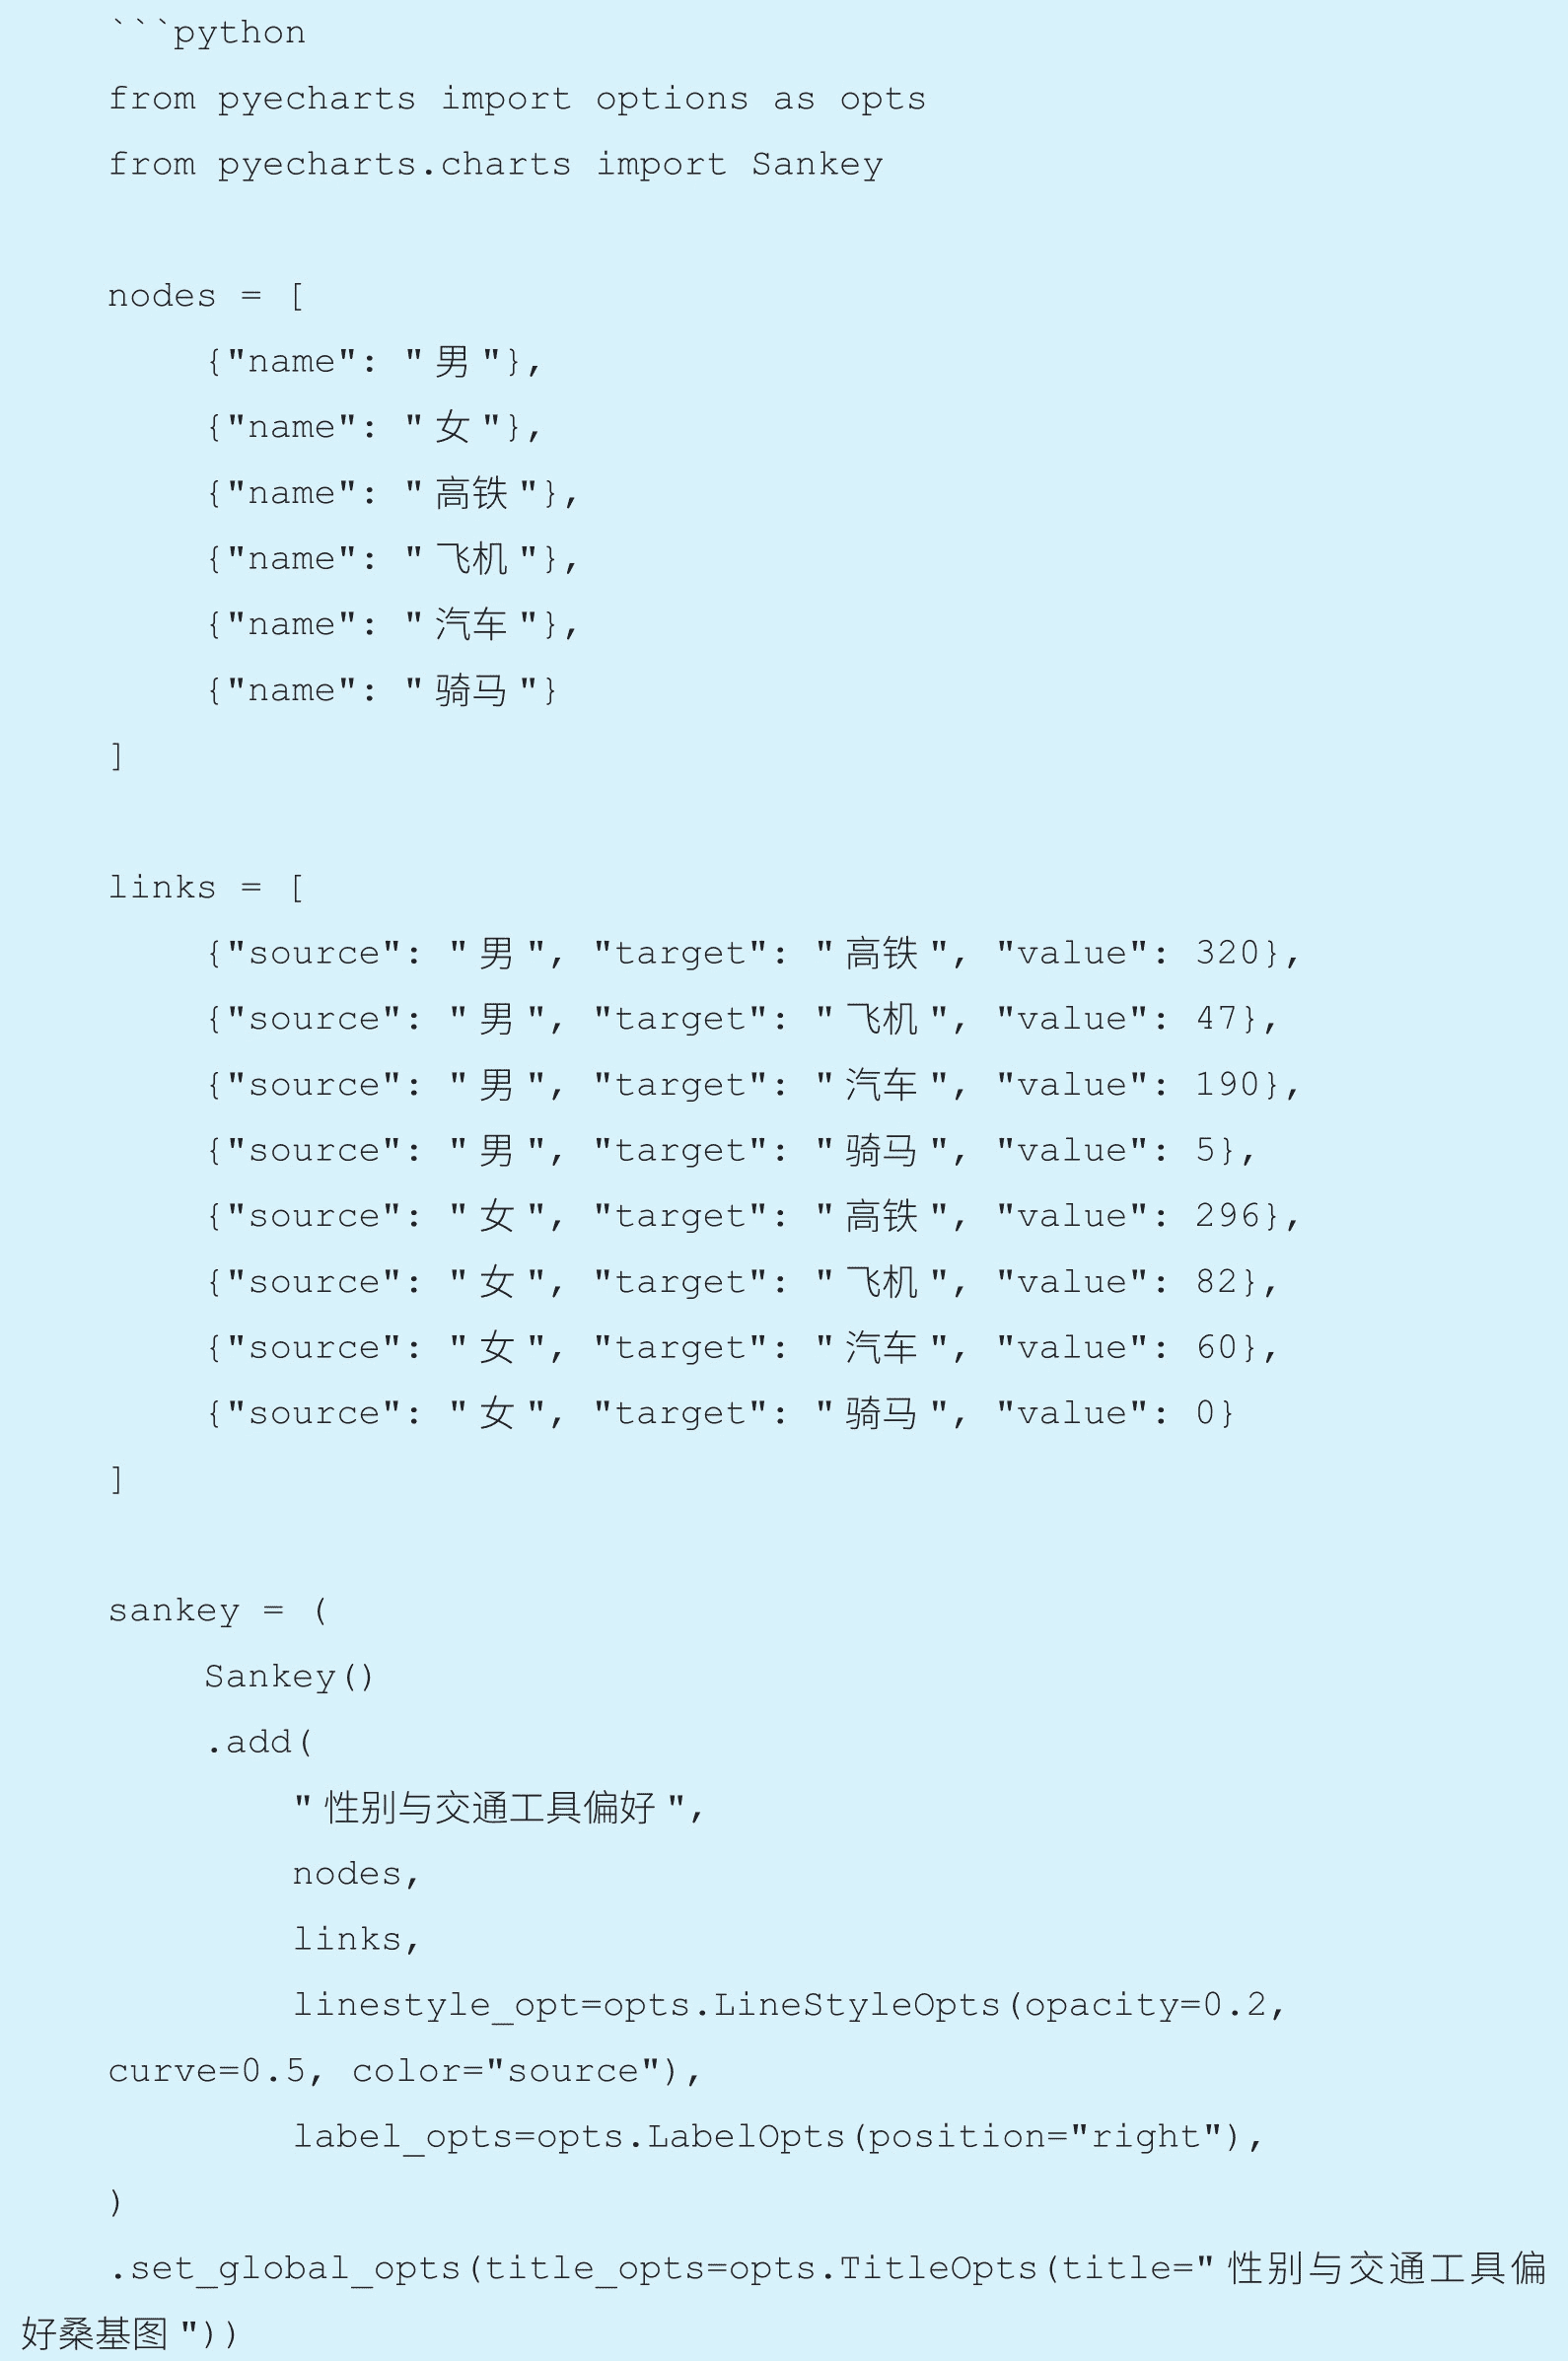 ```python
from pyecharts import options as opts
from pyecharts.charts import Sankey

nodes = [
    {"name": "男"},
    {"name": "女"},
    {"name": "高铁"},
    {"name": "飞机"},
    {"name": "汽车"},
    {"name": "骑马"}
]

links = [
    {"source": "男", "target": "高铁", "value": 320},
    {"source": "男", "target": "飞机", "value": 47},
    {"source": "男", "target": "汽车", "value": 190},
    {"source": "男", "target": "骑马", "value": 5},
    {"source": "女", "target": "高铁", "value": 296},
    {"source": "女", "target": "飞机", "value": 82},
    {"source": "女", "target": "汽车", "value": 60},
    {"source": "女", "target": "骑马", "value": 0}
]

sankey = (
    Sankey()
    .add(
        "性别与交通工具偏好",
        nodes,
        links,
        linestyle_opt=opts.LineStyleOpts(opacity=0.2,
curve=0.5, color="source"),
        label_opts=opts.LabelOpts(position="right"),
)
.set_global_opts(title_opts=opts.TitleOpts(title="性别与交通工具偏
好桑基图"))